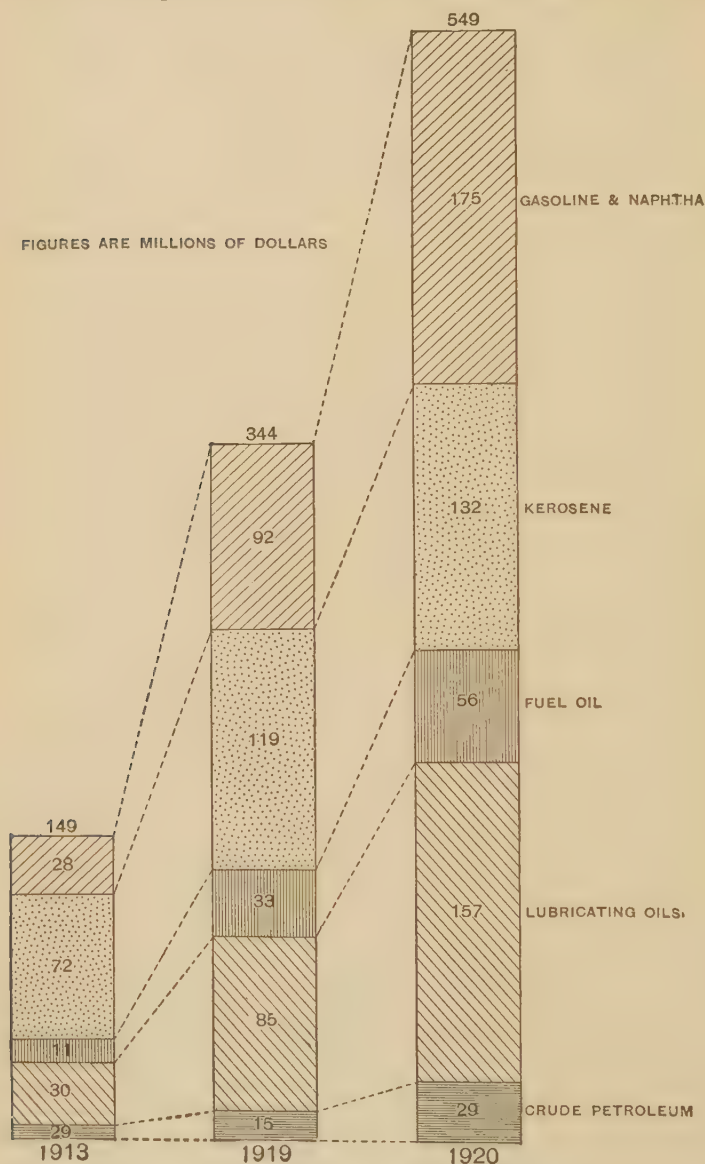 549
175 GASOLINE & NAPHTHA
FIGURES ARE MILLIONS OF DOLLARS
344
92
132 KEROSENE
119
56 FUEL OIL
149
28
33
157 LUBRICATING OILS.
72
85
11
30
29 15 29 CRUDE PETROLEUM
1913 1919 1920